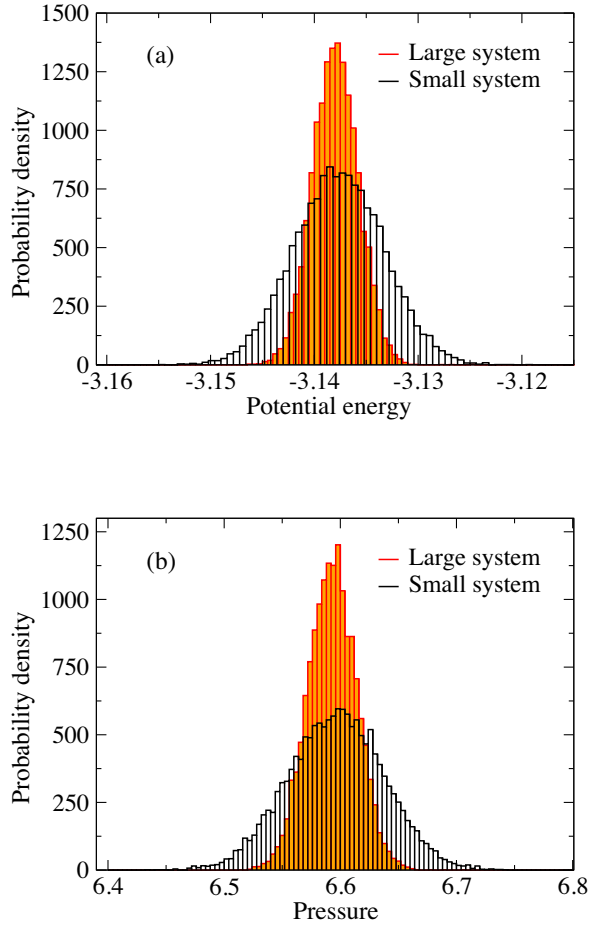 1500
1250
1000
750
500
250
0
Probability density
(a)
Large system
Small system
-3.16 -3.15 -3.14 -3.13 -3.12
Potential energy
1250
1000
750
500
250
0
Probability density
(b)
Large system
Small system
6.4 6.5 6.6 6.7 6.8
Pressure